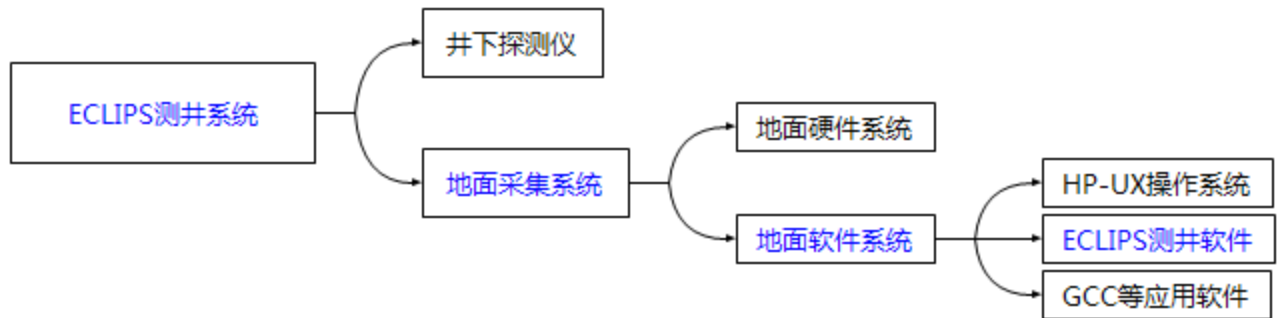 ECLIPS测井系统
井下探测仪
地面采集系统
地面硬件系统
地面软件系统
HP-UX操作系统
ECLIPS测井软件
GCC等应用软件